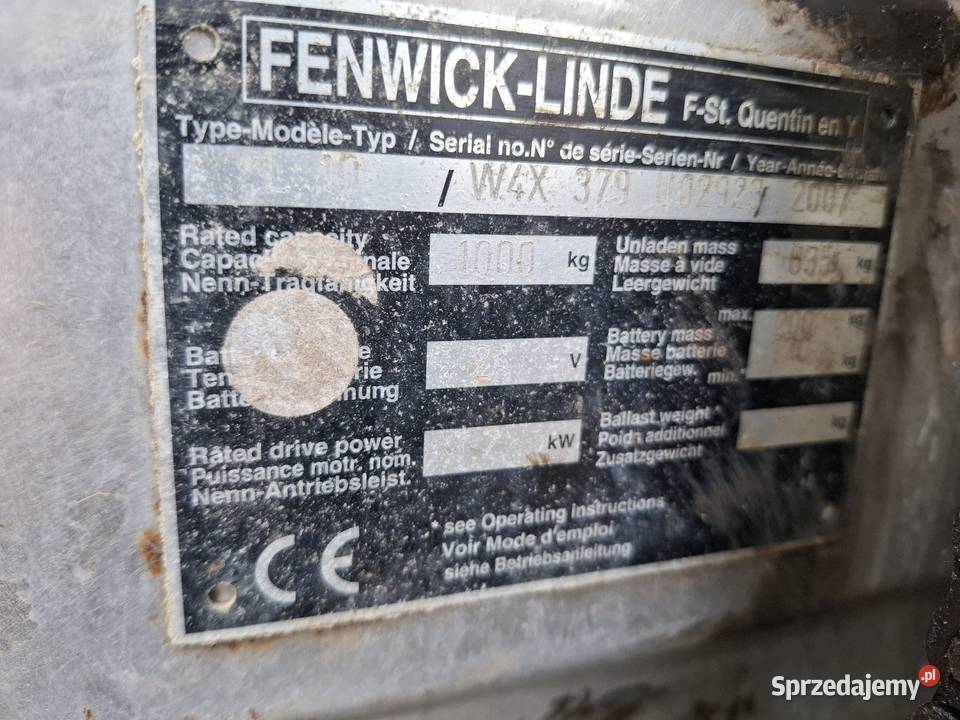 FENWICK-LINDE F-St. Quentin en Y
Type-Modèle-Typ / Serial no.N° de série-Serien-Nr / Year-Année-Baujahr
L 10 / W4X 379 / 2007
Rated capacity 1000 kg Unladen mass
Masse à vide kg
Nenn-Tragfähigkeit Leergewicht
max. kg
V Battery mass
Masse batterie
Batteriegew. min. kg
Rated drive power kW Ballast weight kg
Puissance motr. nom. Poids additionnel
Nenn-Antriebsleist. Zusatzgewicht
* see Operating Instructions
Voir Mode d'emploi
siehe Betriebsanleitung
CE
Sprzedajemy.pl